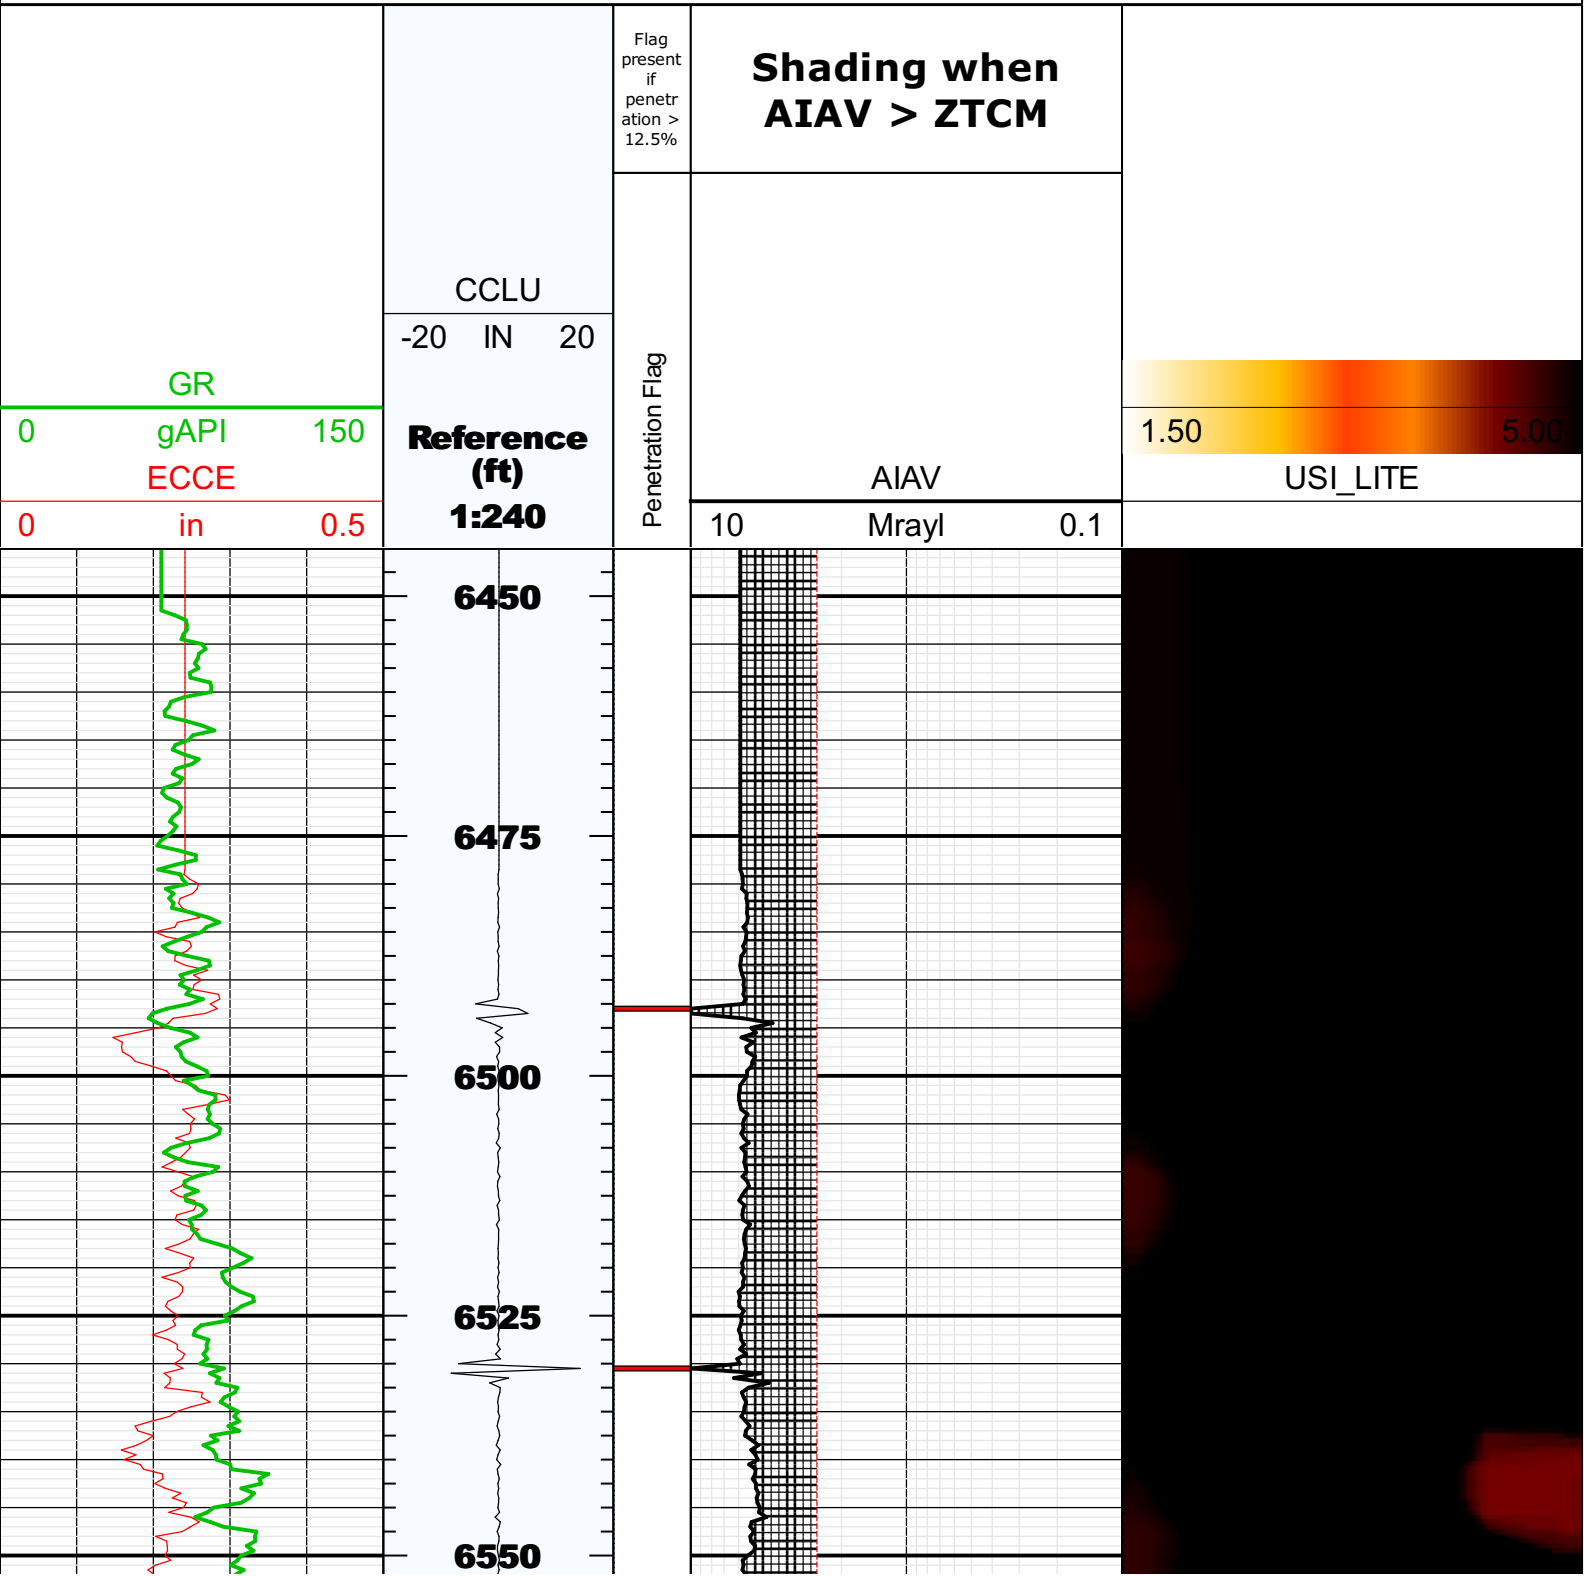 Flag
present
if
penetr
ation >
12.5%
Shading when
AIAV > ZTCM
CCLU
-20 IN 20
GR
0 gAPI 150
ECCE
0 in 0.5
Reference
(ft)
1:240
Penetration Flag
AIAV
10 Mrayl 0.1
1.50 5.00
USI_LITE
6450
6475
6500
6525
6550